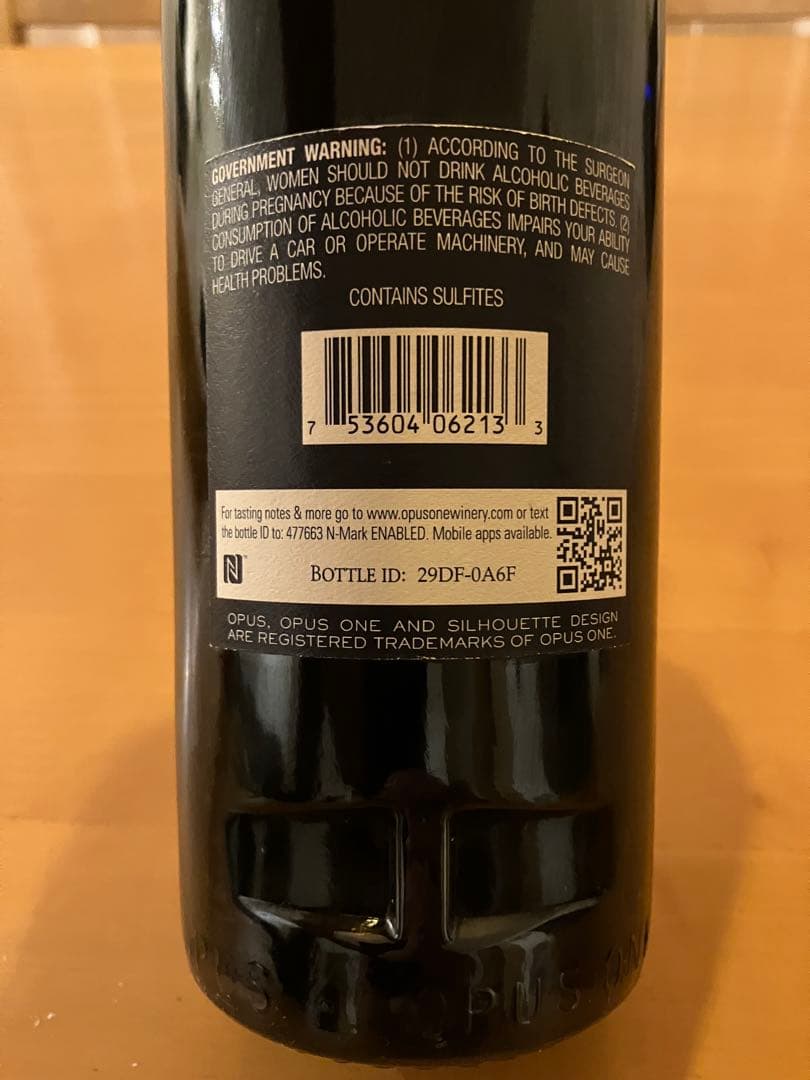 GOVERNMENT WARNING: (1) ACCORDING TO THE SURGEON
GENERAL, WOMEN SHOULD NOT DRINK ALCOHOLIC BEVERAGES
DURING PREGNANCY BECAUSE OF THE RISK OF BIRTH DEFECTS. (2)
CONSUMPTION OF ALCOHOLIC BEVERAGES IMPAIRS YOUR ABILITY
TO DRIVE A CAR OR OPERATE MACHINERY, AND MAY CAUSE
HEALTH PROBLEMS.
CONTAINS SULFITES
7 53604 06213 3
For tasting notes & more go to www.opusonewinery.com or text
the bottle ID to: 477663 N-Mark ENABLED. Mobile apps available.
N™
BOTTLE ID: 29DF-0A6F
OPUS, OPUS ONE AND SILHOUETTE DESIGN
ARE REGISTERED TRADEMARKS OF OPUS ONE.
OPUS ON